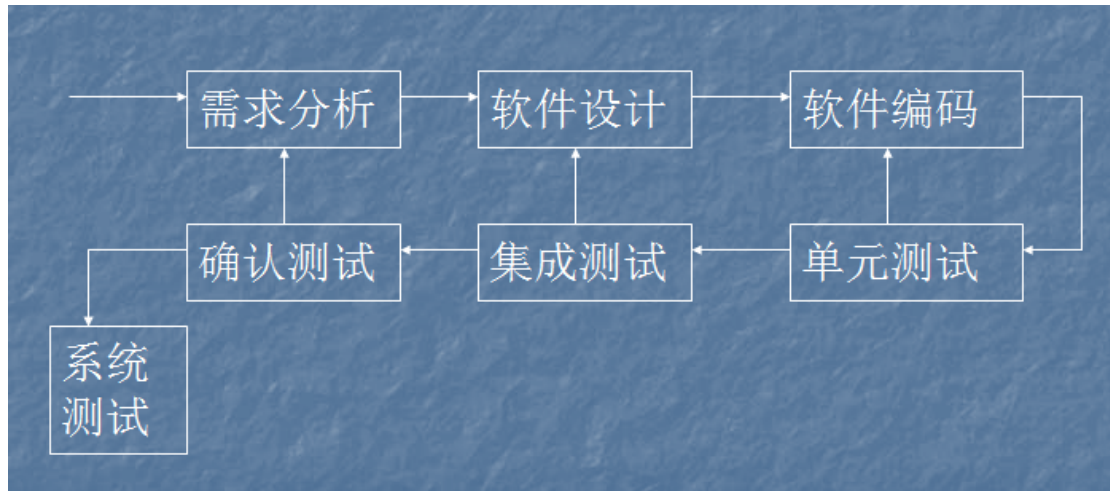 需求分析
软件设计
软件编码
确认测试
集成测试
单元测试
系统
测试